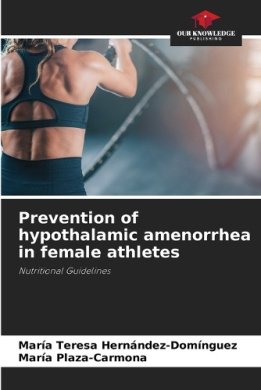 OUR KNOWLEDGE
PUBLISHING
Prevention of
hypothalamic amenorrhea
in female athletes
Nutritional Guidelines
María Teresa Hernández-Domínguez
María Plaza-Carmona